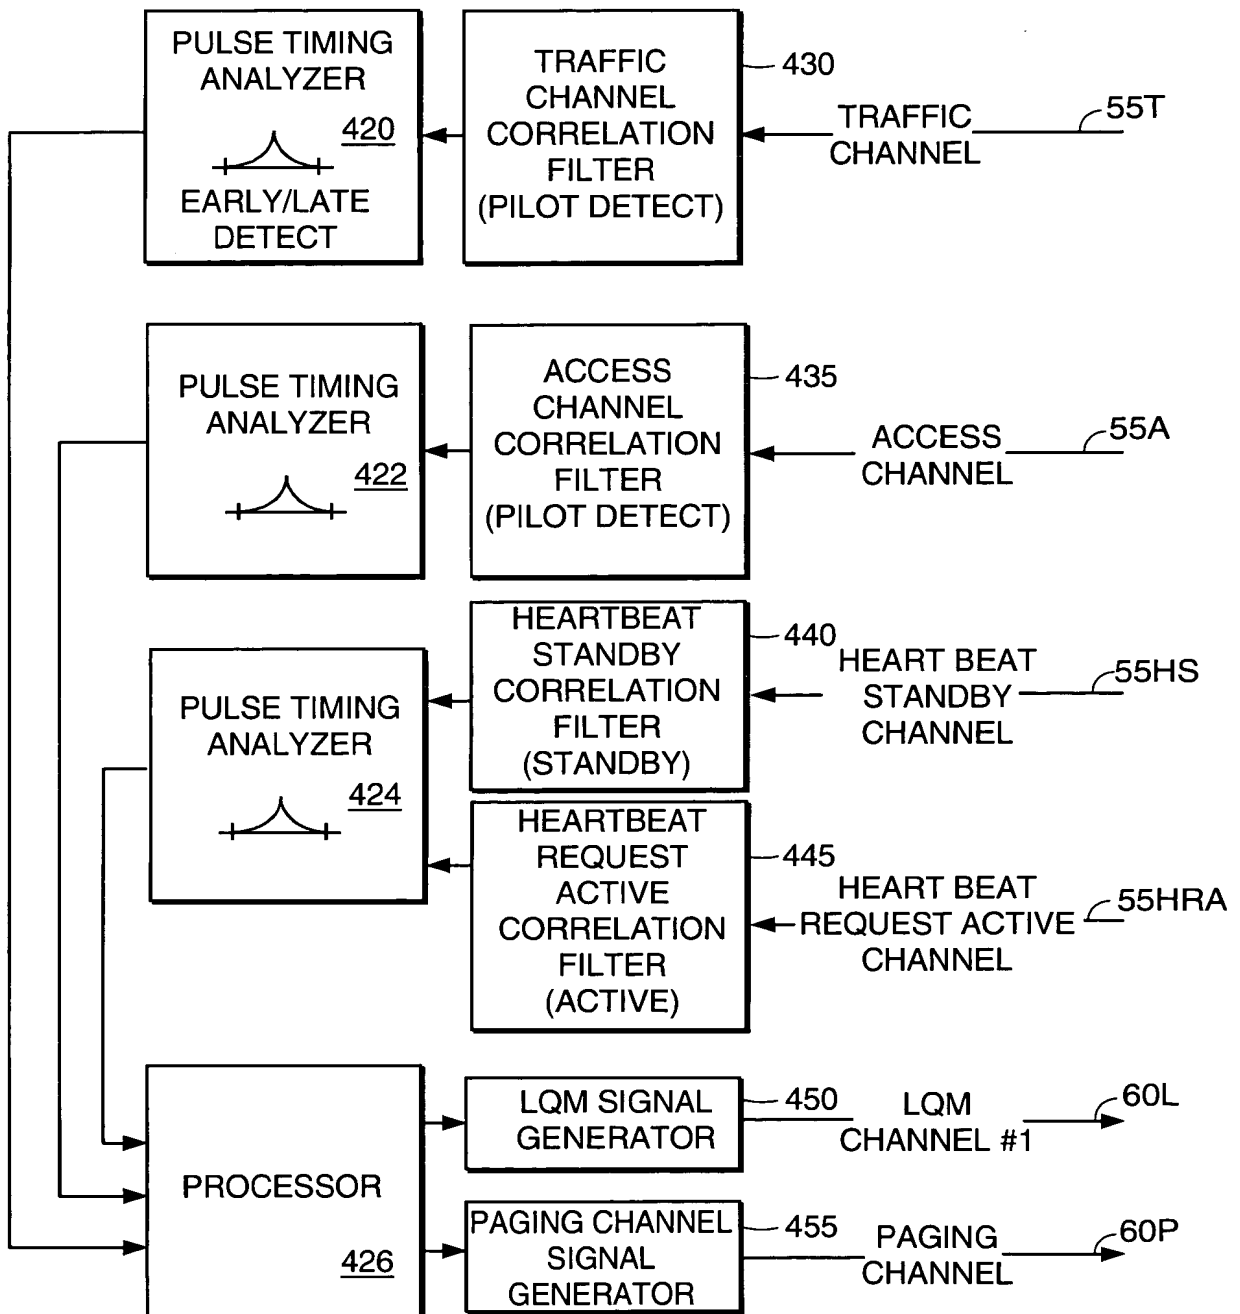 PULSE TIMING
ANALYZER
420
EARLY/LATE
DETECT
TRAFFIC
CHANNEL
CORRELATION
FILTER
(PILOT DETECT)
430
TRAFFIC
CHANNEL
55T
PULSE TIMING
ANALYZER
422
ACCESS
CHANNEL
CORRELATION
FILTER
(PILOT DETECT)
435
ACCESS
CHANNEL
55A
PULSE TIMING
ANALYZER
424
HEARTBEAT
STANDBY
CORRELATION
FILTER
(STANDBY)
440
HEART BEAT
STANDBY
CHANNEL
55HS
HEARTBEAT
REQUEST
ACTIVE
CORRELATION
FILTER
(ACTIVE)
445
HEART BEAT
REQUEST ACTIVE
CHANNEL
55HRA
PROCESSOR
426
LQM SIGNAL
GENERATOR
450
LQM
CHANNEL #1
60L
PAGING CHANNEL
SIGNAL
GENERATOR
455
PAGING
CHANNEL
60P